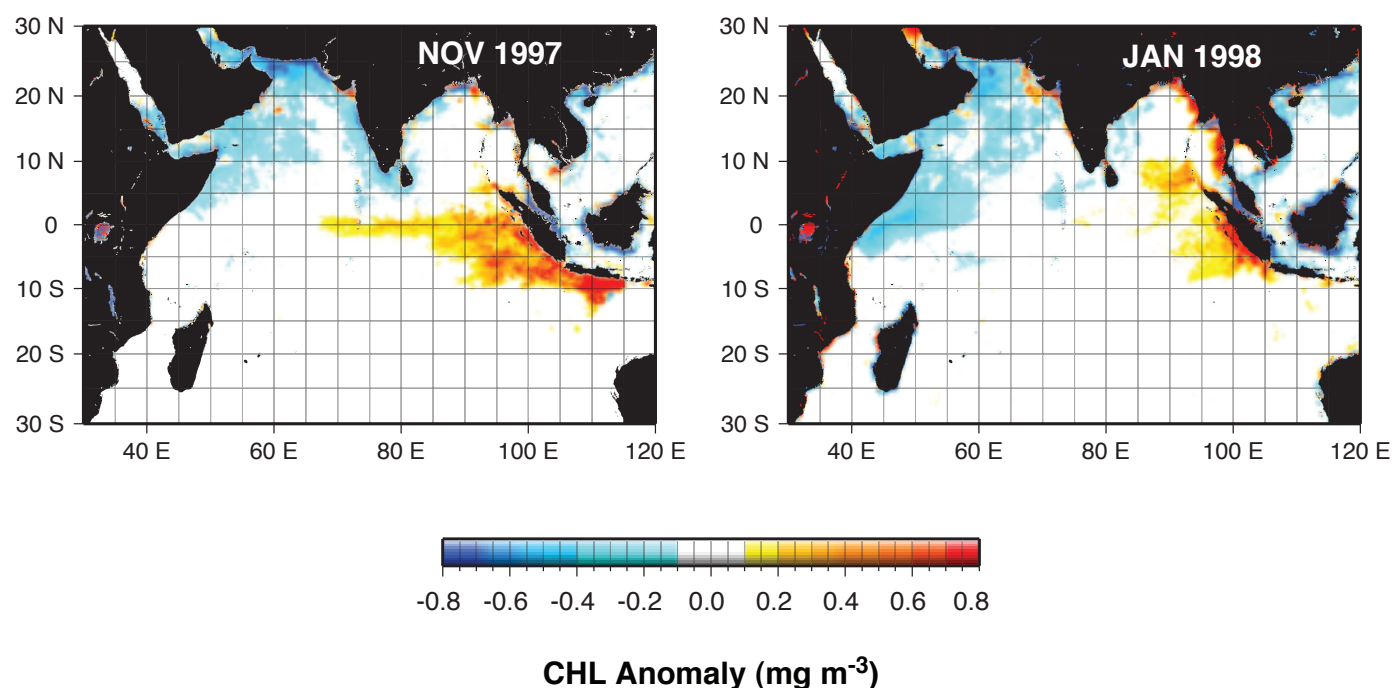 NOV 1997
JAN 1998
30 N
20 N
10 N
0
10 S
20 S
30 S
40 E
60 E
80 E
100 E
120 E
30 N
20 N
10 N
0
10 S
20 S
30 S
40 E
60 E
80 E
100 E
120 E
-0.8 -0.6 -0.4 -0.2 0.0 0.2 0.4 0.6 0.8
CHL Anomaly (mg m-3)